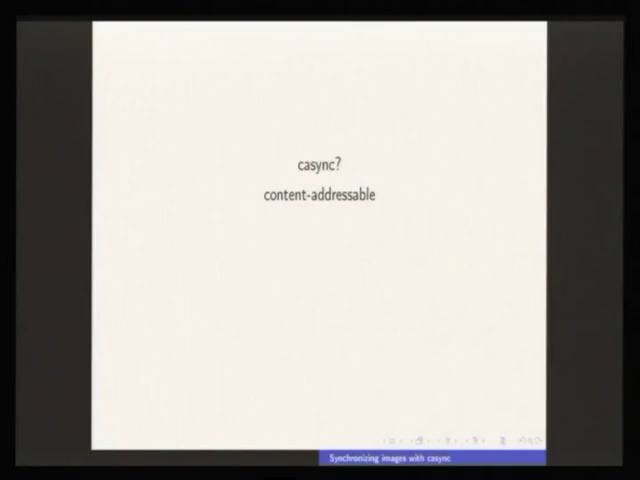 casync?
content-addressable
Synchronizing images with casync